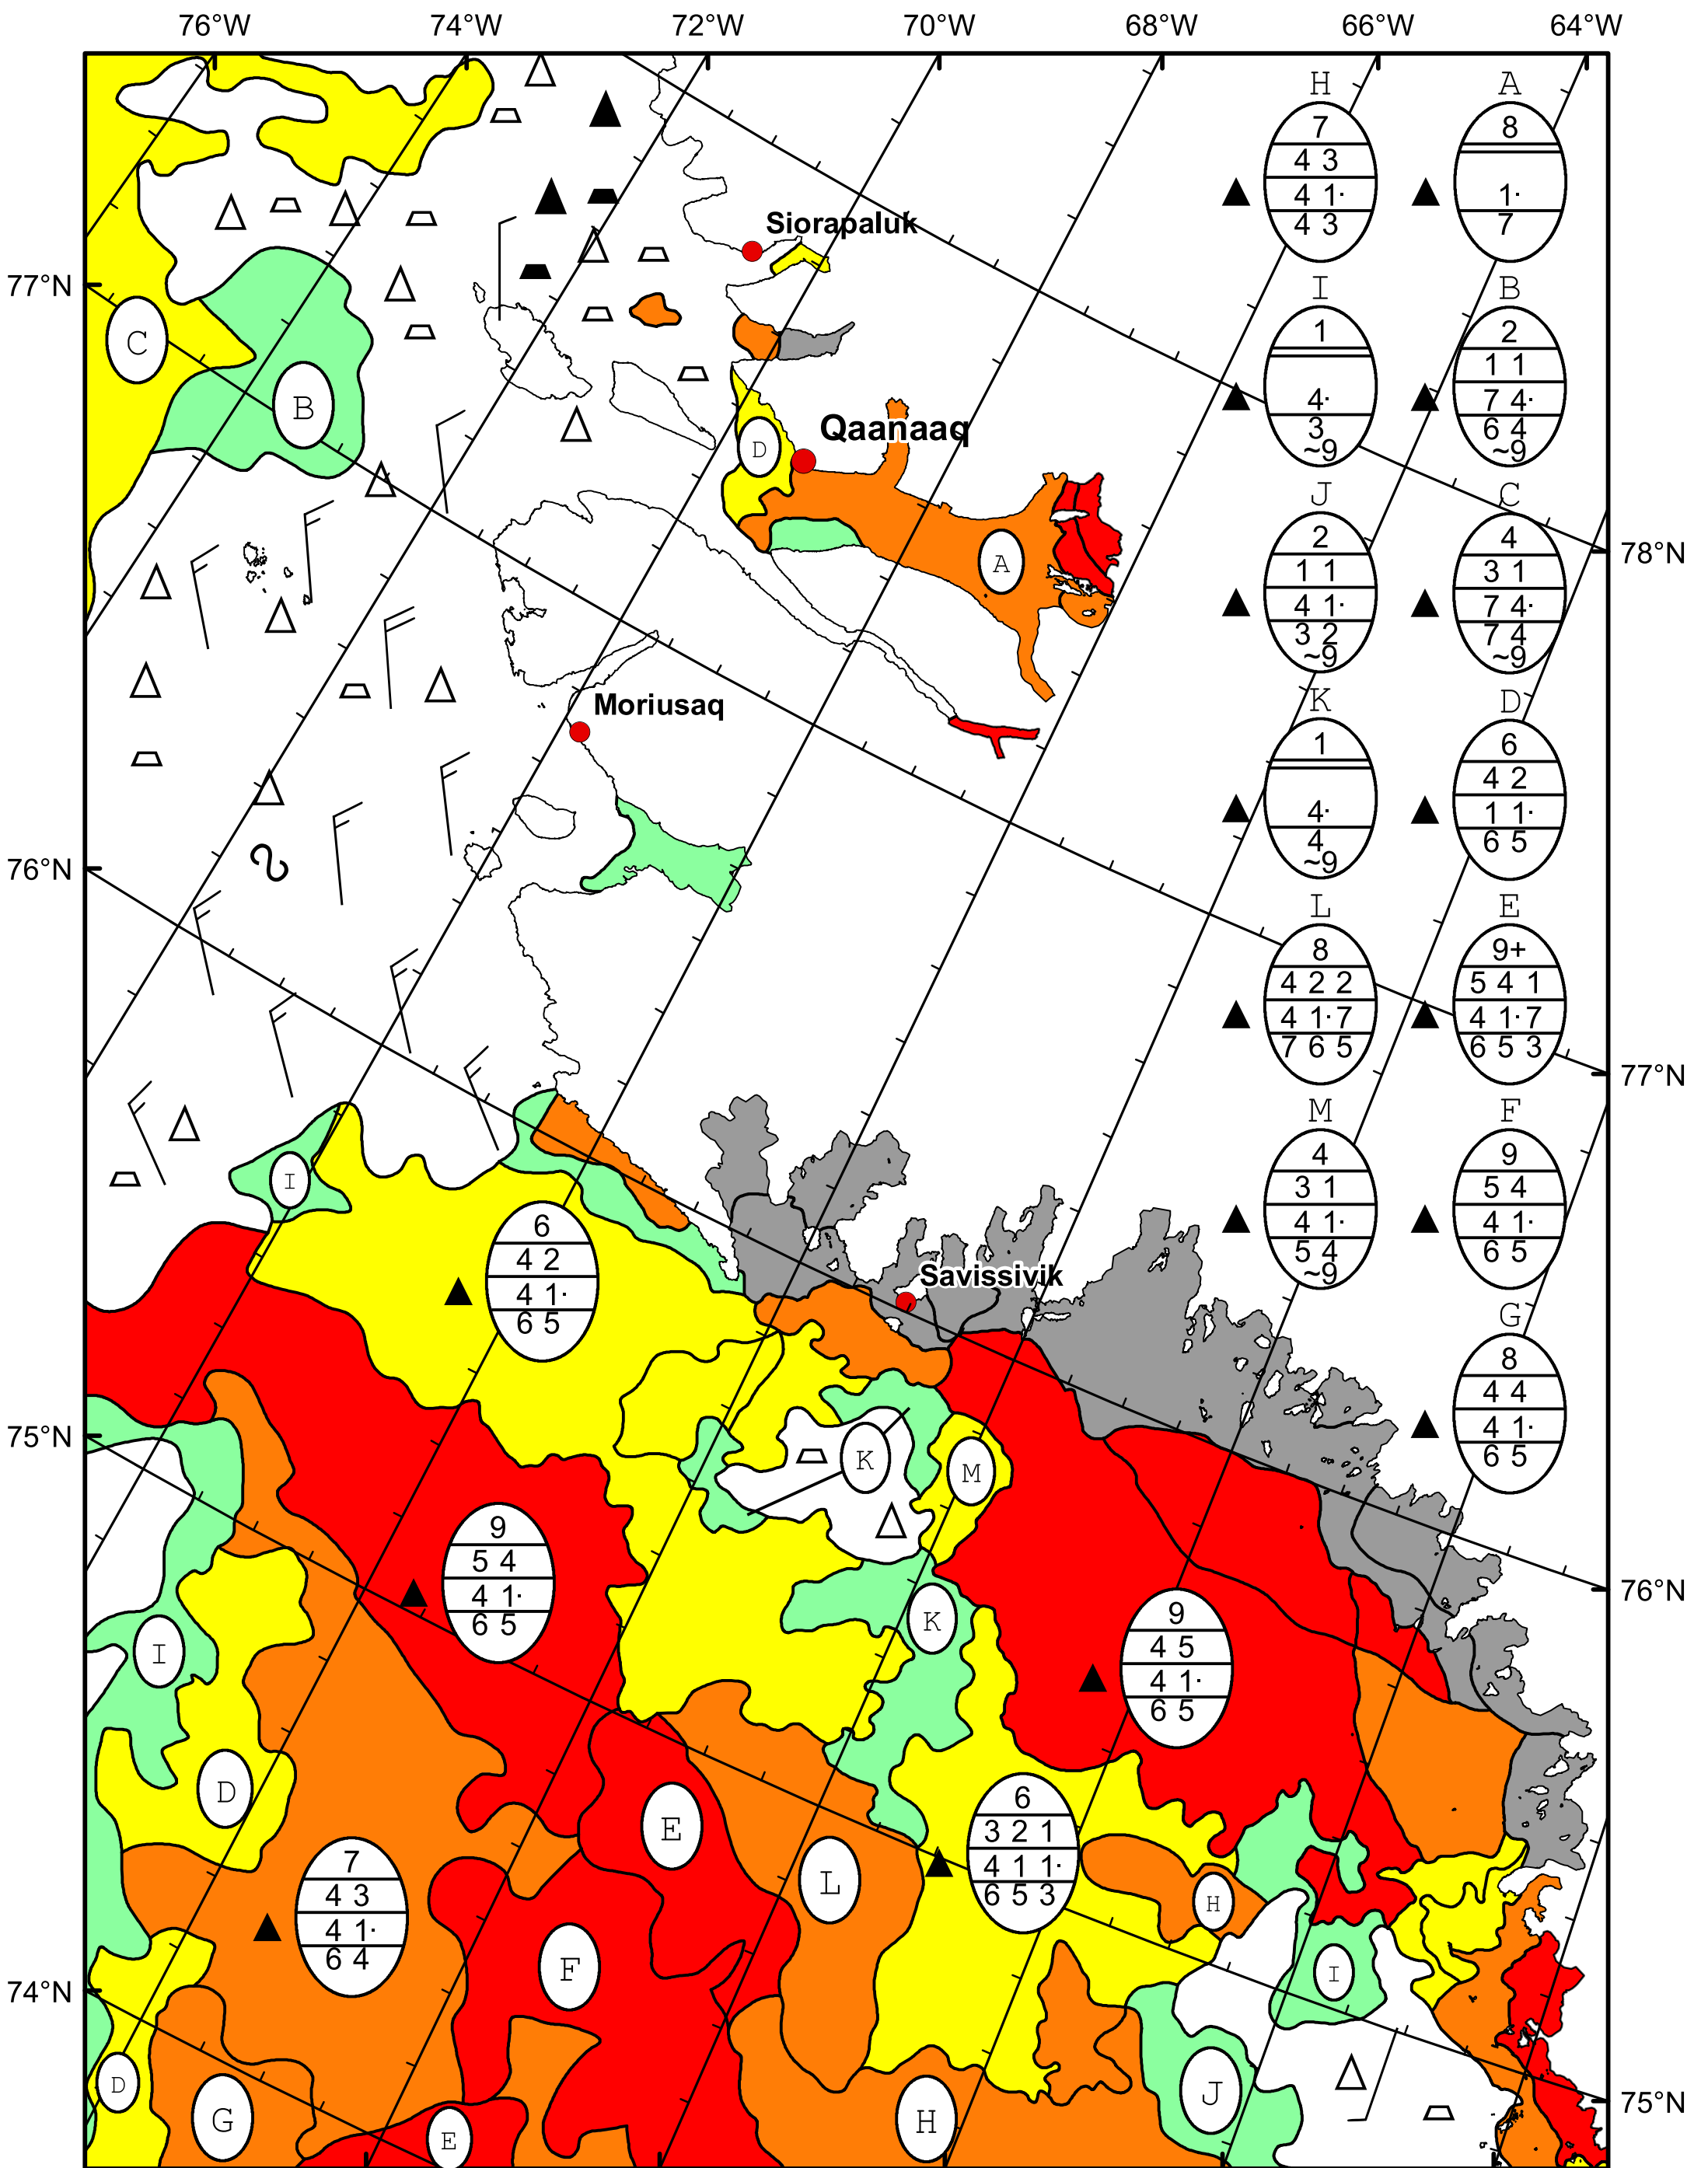 76°W 74°W 72°W 70°W 68°W 66°W 64°W
H
7
4 3
4 1·
4 3
A
8
1·
7
Siorapaluk
77°N
I
1
4·
3
~9
B
2
1 1
7 4·
6 4
~9
C
B
D
Qaanaaq
J
2
1 1
4 1·
3 2
~9
C
4
3 1
7 4·
7 4
~9
78°N
A
Moriusaq
K
1
4·
4
~9
D
6
4 2
1 1·
6 5
76°N
L
8
4 2 2
4 1·7
7 6 5
E
9+
5 4 1
4 1·7
6 5 3
77°N
M
4
3 1
4 1·
5 4
~9
F
9
5 4
4 1·
6 5
I
6
4 2
4 1·
6 5
Savissivik
G
8
4 4
4 1·
6 5
75°N
K
M
9
5 4
4 1·
6 5
76°N
K
9
4 5
4 1·
6 5
I
D
E
6
3 2 1
4 1 1·
6 5 3
7
4 3
4 1·
6 4
L
H
F
I
74°N
D
G
J
H
75°N
E